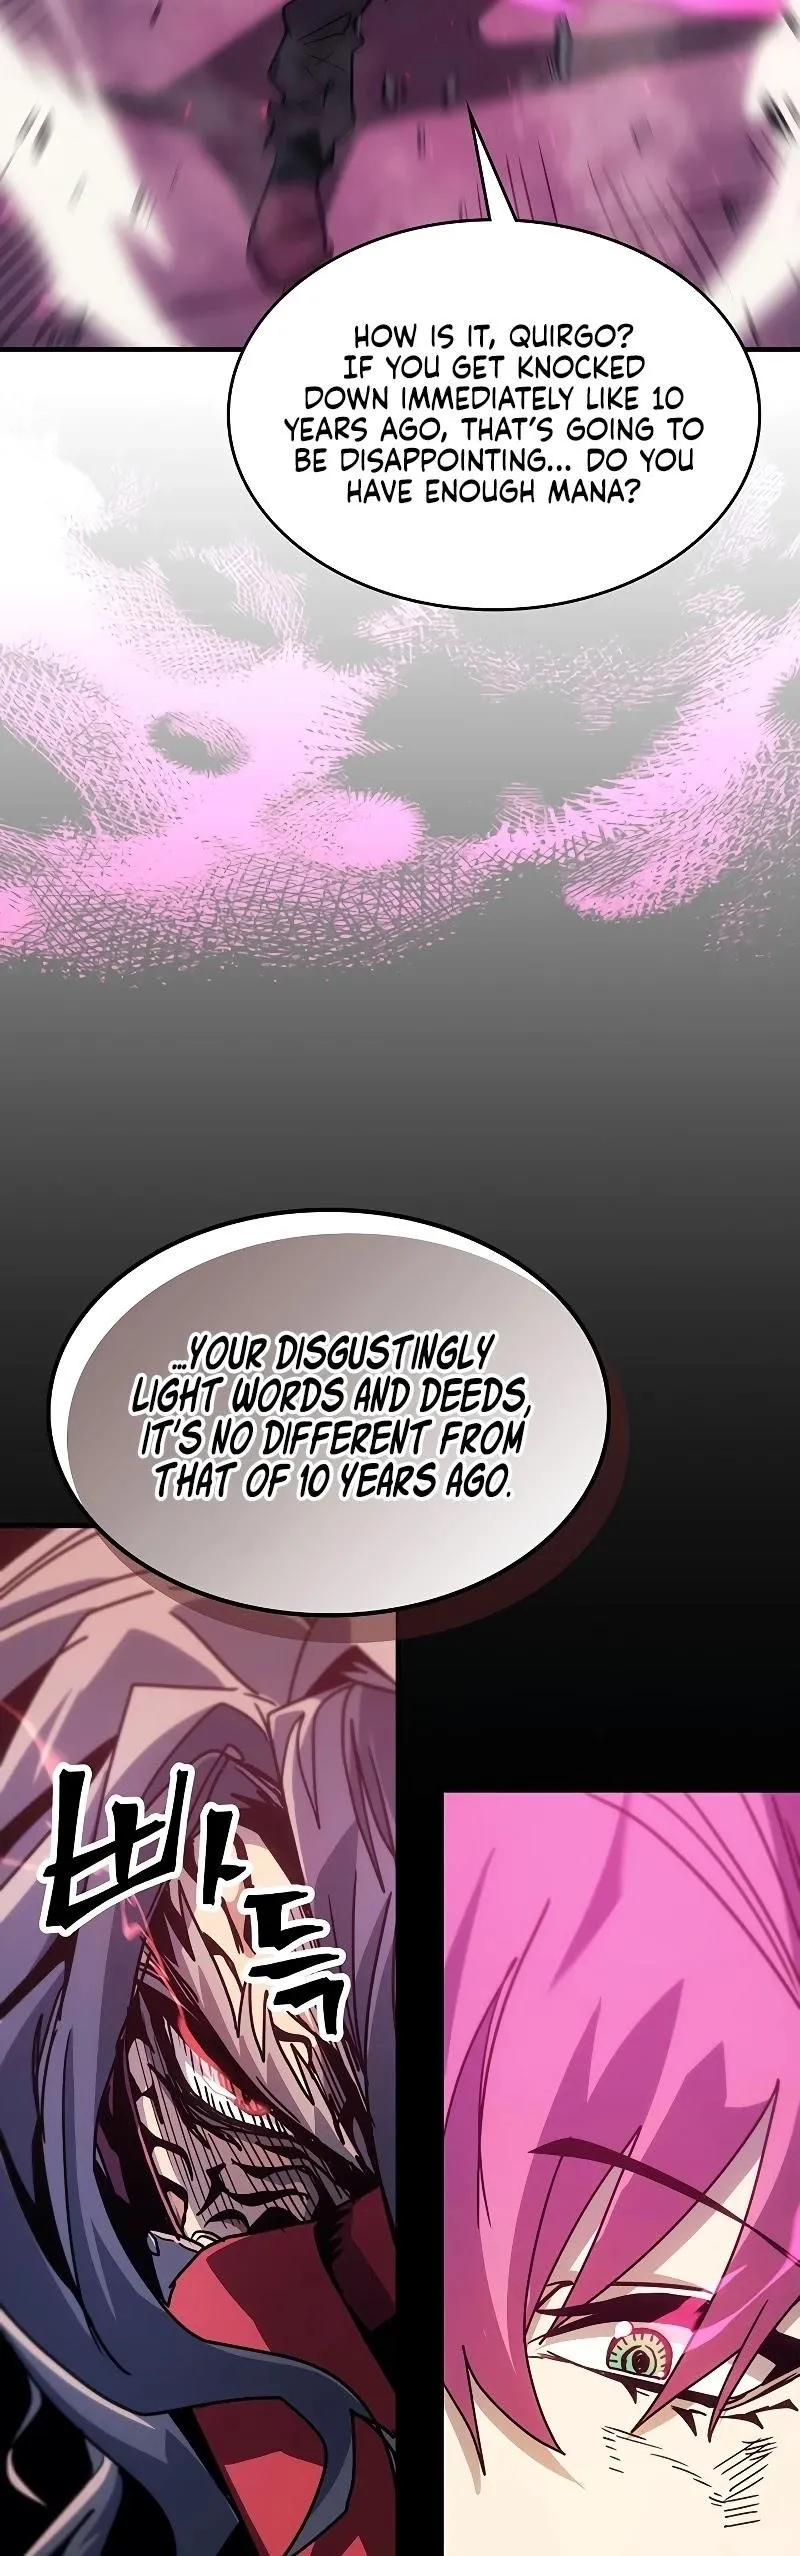 HOW IS IT, QUIRGO?
IF YOU GET KNOCKED
DOWN IMMEDIATELY LIKE 10
YEARS AGO, THAT'S GOING TO
BE DISAPPOINTING... DO YOU
HAVE ENOUGH MANA?
...YOUR DISGUSTINGLY
LIGHT WORDS AND DEEDS,
IT'S NO DIFFERENT FROM
THAT OF 10 YEARS AGO.
빠득